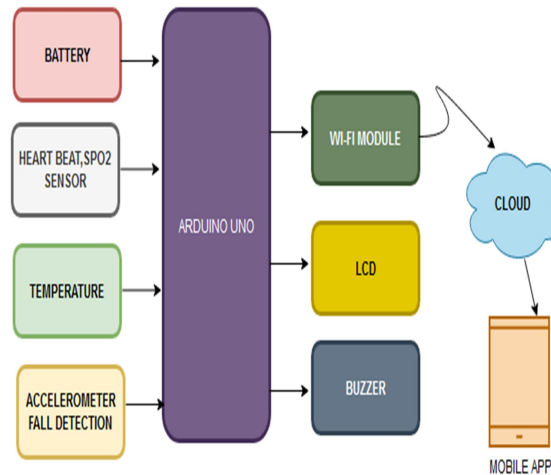 BATTERY
HEART BEAT,SPO2
SENSOR
TEMPERATURE
ACCELEROMETER
FALL DETECTION
ARDUINO UNO
WI-FI MODULE
LCD
BUZZER
CLOUD
MOBILE APP